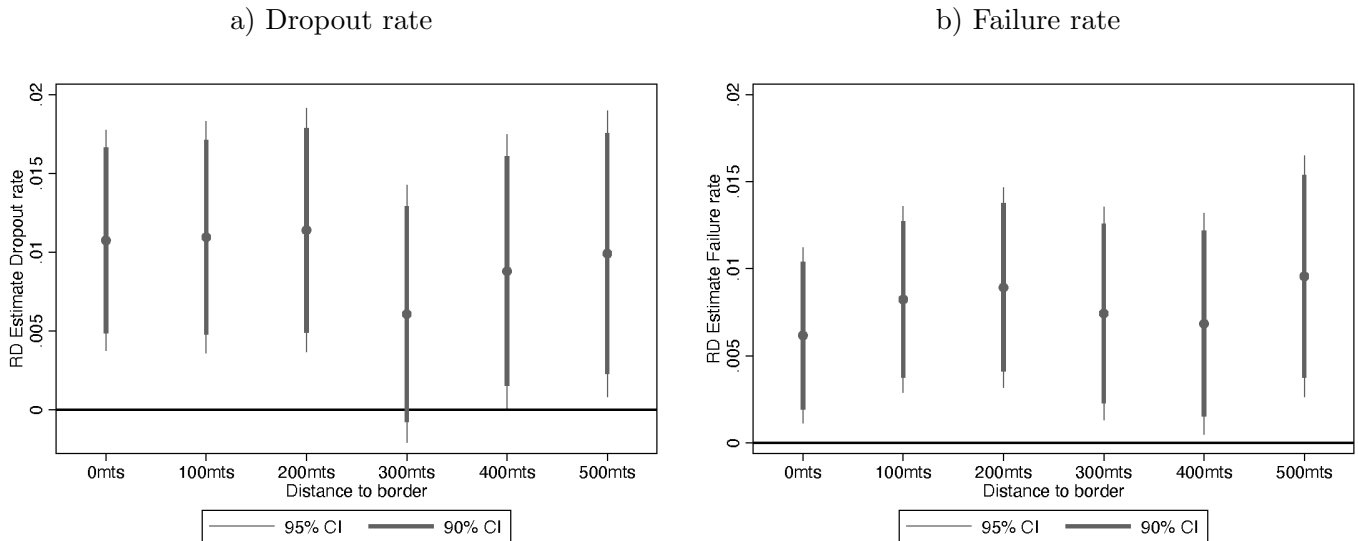 a) Dropout rate
RD Estimate Dropout rate
.02
.015
.01
.005
0
0mts 100mts 200mts 300mts 400mts 500mts
Distance to border
95% CI 90% CI
b) Failure rate
RD Estimate Failure rate
.02
.015
.01
.005
0
0mts 100mts 200mts 300mts 400mts 500mts
Distance to border
95% CI 90% CI